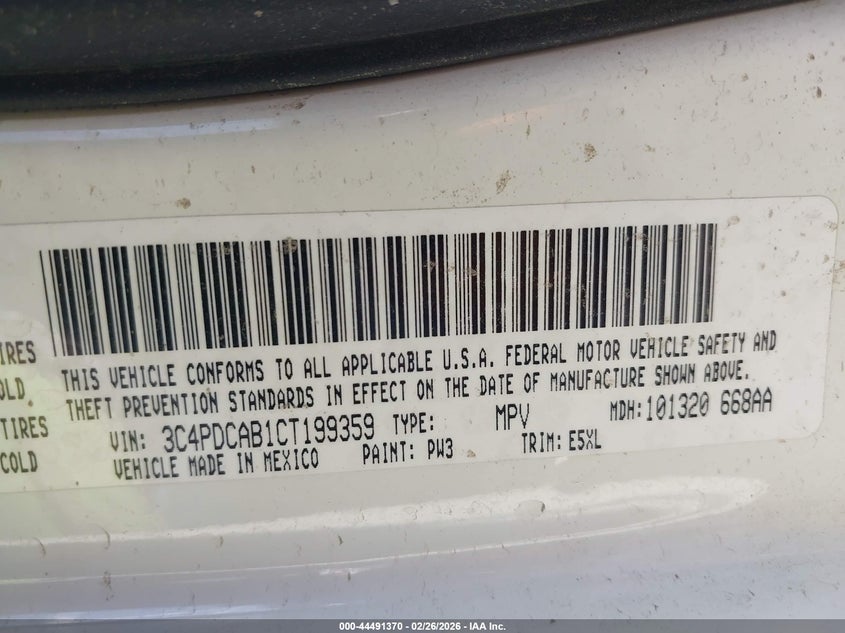 IRES
OLD.
THIS VEHICLE CONFORMS TO ALL APPLICABLE U.S.A. FEDERAL MOTOR VEHICLE SAFETY AND
THEFT PREVENTION STANDARDS IN EFFECT ON THE DATE OF MANUFACTURE SHOWN ABOVE.
TIRES
VIN: 3C4PDCAB1CT199359 TYPE: MPV MDH:101320 668AA
COLD
VEHICLE MADE IN MEXICO PAINT: PW3 TRIM: E5XL
000-44491370 - 02/26/2026 - IAA Inc.